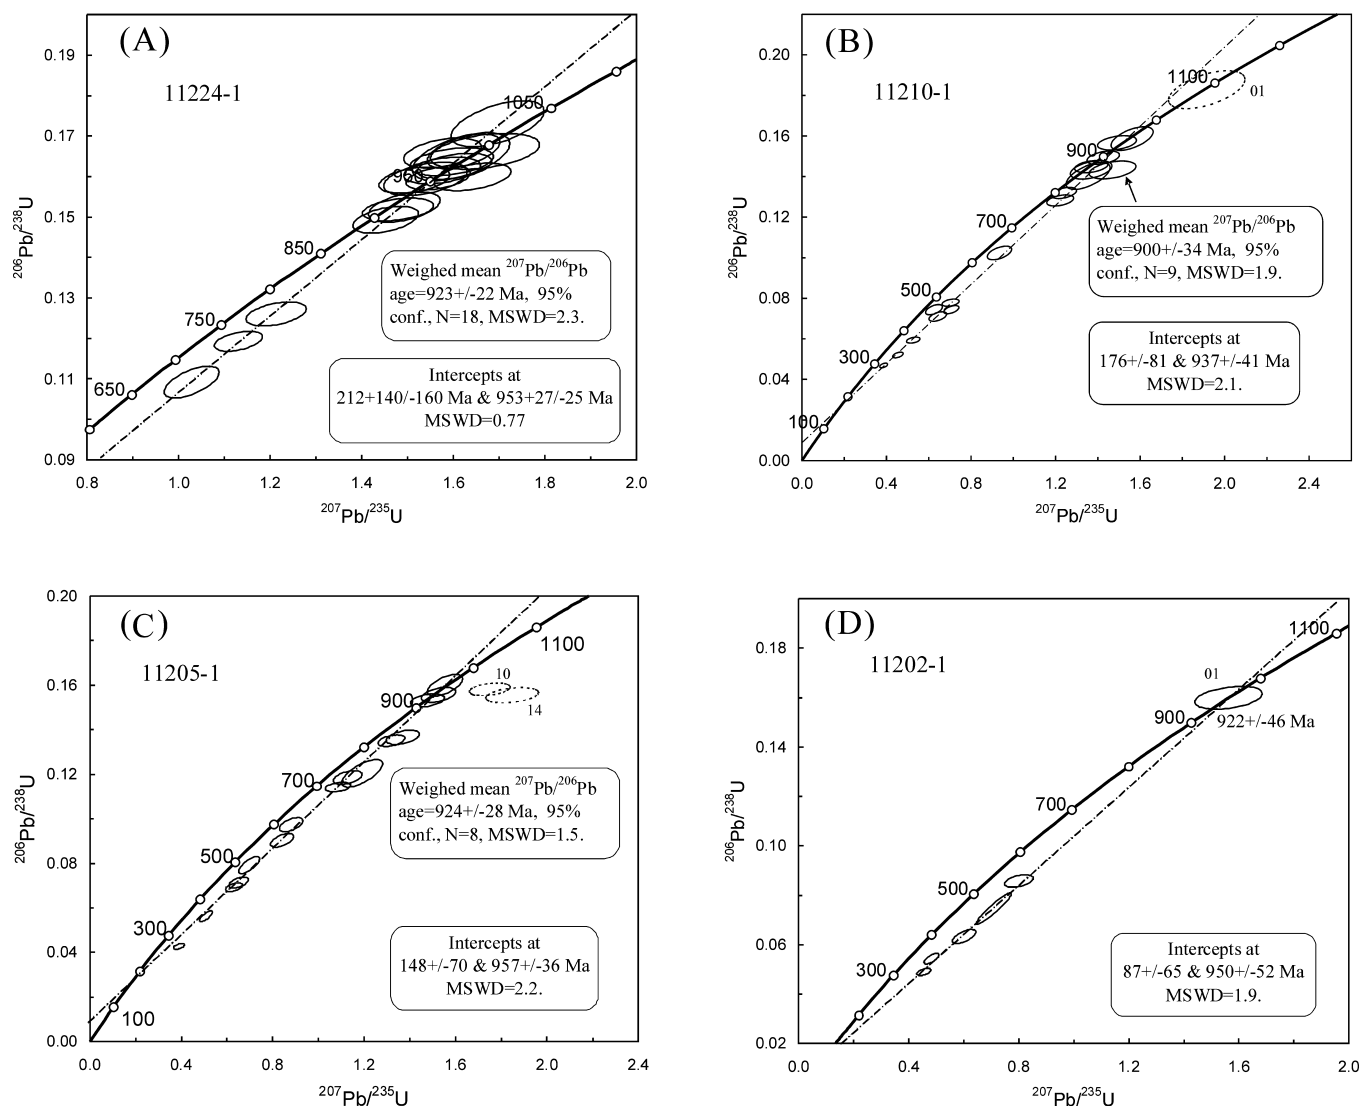 (A)
11224-1
0.19
0.17
0.15
0.13
0.11
0.09
206Pb/238U
650
750
850
950
1050
Weighed mean 207Pb/206Pb
age=923+/-22 Ma, 95%
conf., N=18, MSWD=2.3.
Intercepts at
212+140/-160 Ma & 953+27/-25 Ma
MSWD=0.77
0.8 1.0 1.2 1.4 1.6 1.8 2.0
207Pb/235U
(B)
11210-1
0.20
0.16
0.12
0.08
0.04
0.00
206Pb/238U
100
300
500
700
900
1100
01
Weighed mean 207Pb/206Pb
age=900+/-34 Ma, 95%
conf., N=9, MSWD=1.9.
Intercepts at
176+/-81 & 937+/-41 Ma
MSWD=2.1.
0.0 0.4 0.8 1.2 1.6 2.0 2.4
207Pb/235U
(C)
11205-1
0.20
0.16
0.12
0.08
0.04
0.00
206Pb/238U
100
300
500
700
900
1100
10
14
Weighed mean 207Pb/206Pb
age=924+/-28 Ma, 95%
conf., N=8, MSWD=1.5.
Intercepts at
148+/-70 & 957+/-36 Ma
MSWD=2.2.
0.0 0.4 0.8 1.2 1.6 2.0 2.4
207Pb/235U
(D)
11202-1
0.18
0.14
0.10
0.06
0.02
206Pb/238U
300
500
700
900
1100
01
922+/-46 Ma
Intercepts at
87+/-65 & 950+/-52 Ma
MSWD=1.9.
0.0 0.4 0.8 1.2 1.6 2.0
207Pb/235U